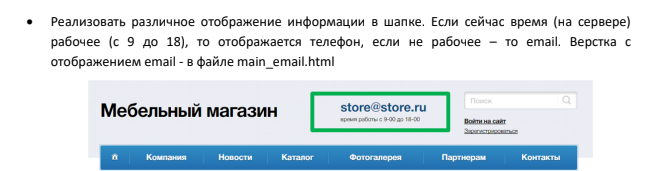 • Реализовать различное отображение информации в шапке. Если сейчас время (на сервере)
рабочее (с 9 до 18), то отображается телефон, если не рабочее – то email. Верстка с
отображением email - в файле main_email.html
Мебельный магазин
store@store.ru
время работы с 9-00 до 18-00
Поиск
Войти на сайт
Зарегистрироваться
Компания Новости Каталог Фотогалерея Партнерам Контакты